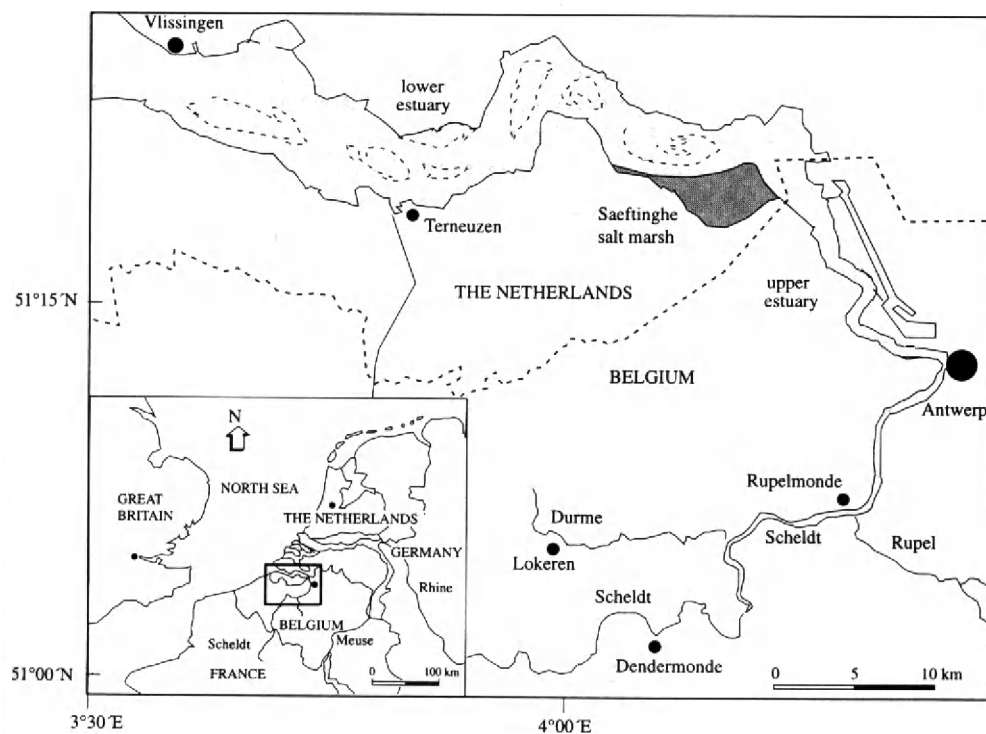 Vlissingen
lower
estuary
Terneuzen
Saeftinghe
salt marsh
51°15´N
THE NETHERLANDS
upper
estuary
BELGIUM
Antwerp
N
NORTH SEA
GREAT
BRITAIN
THE NETHERLANDS
GERMANY
Rhine
BELGIUM
Scheldt
Meuse
FRANCE
0 100 km
Rupelmonde
Durme
Scheldt
Rupel
Lokeren
Scheldt
Dendermonde
0 5 10 km
51°00´N
3°30´E
4°00´E